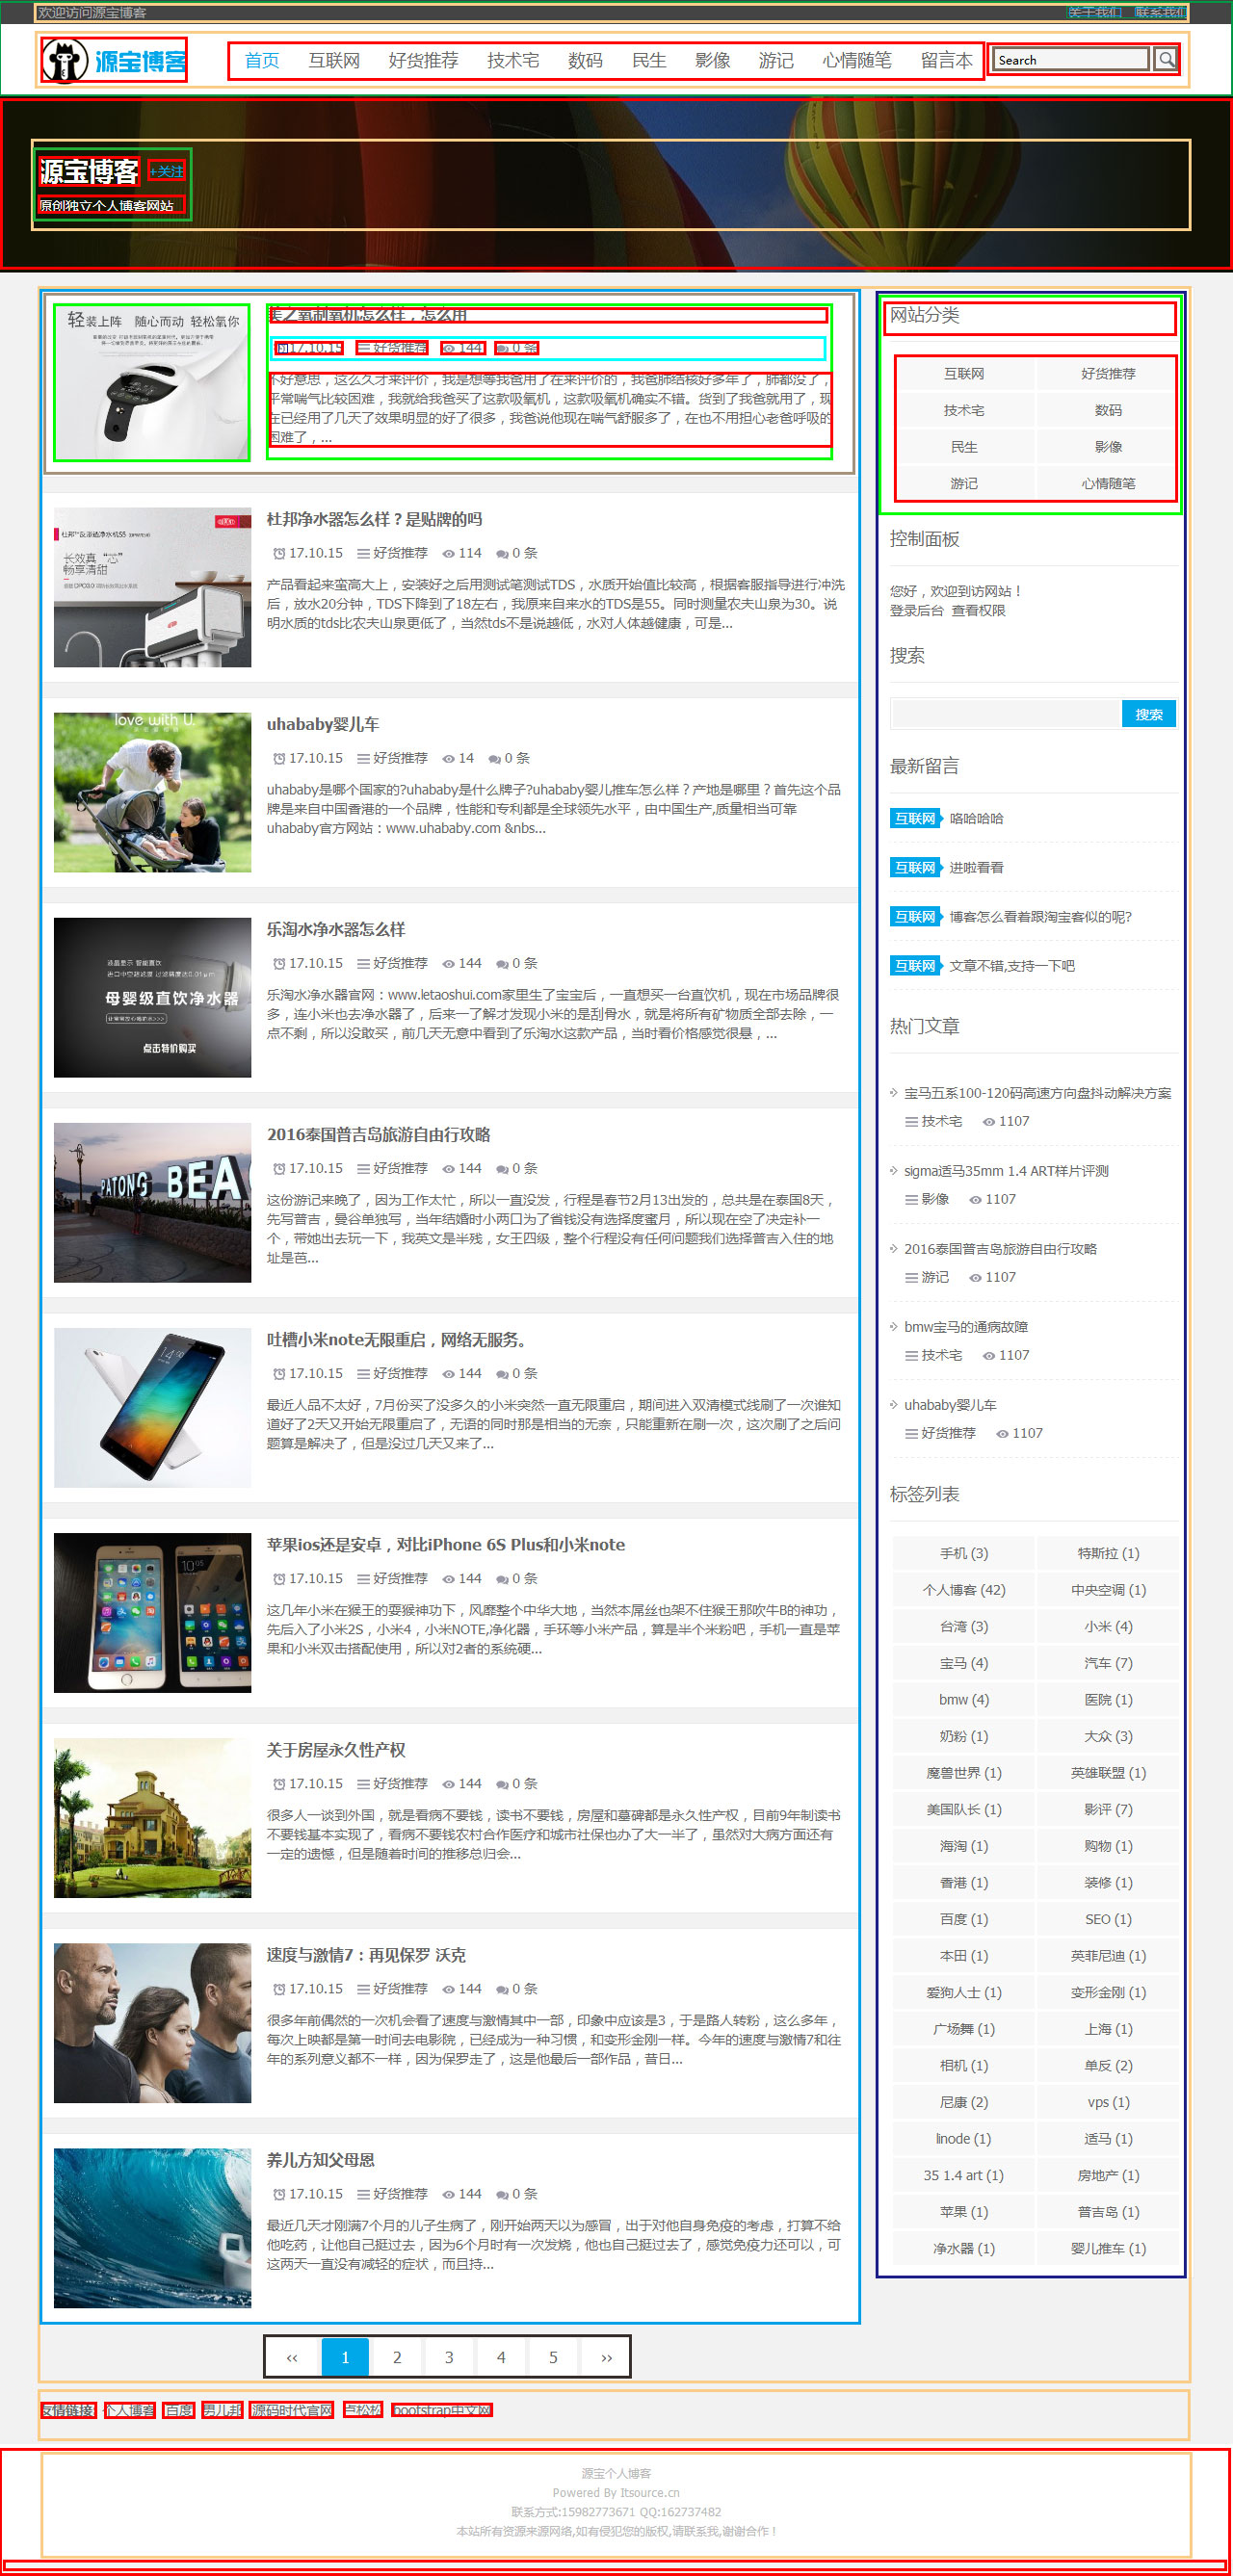 欢迎访问源宝博客 关于我们 联系我们
源宝博客 首页 互联网 好货推荐 技术宅 数码 民生 影像 游记 心情随笔 留言本 Search
源宝博客 +关注
原创独立个人博客网站
轻装上阵 随心而动 轻松氧你
美之氧制氧机怎么样，怎么用
17.10.15 好货推荐 144 0 条
不好意思，这么久才来评价，我是想等我爸用了在来评价的，我爸肺结核好多年了，肺都没了，
平常喘气比较困难，我就给我爸买了这款吸氧机，这款吸氧机确实不错。货到了我爸就用了，现
在已经用了几天了效果明显的好了很多，我爸说他现在喘气舒服多了，在也不用担心老爸呼吸的
困难了，...
杜邦净水器怎么样？是贴牌的吗
17.10.15 好货推荐 114 0 条
产品看起来蛮高大上，安装好之后用测试笔测试TDS，水质开始值比较高，根据客服指导进行冲洗
后，放水20分钟，TDS下降到了18左右，我原来自来水的TDS是55。同时测量农夫山泉为30。说
明水质的tds比农夫山泉更低了，当然tds不是说越低，水对人体越健康，可是...
长效真“芯”
畅享清甜
uhababy婴儿车
17.10.15 好货推荐 14 0 条
uhababy是哪个国家的?uhababy是什么牌子?uhababy婴儿推车怎么样？产地是哪里？首先这个品
牌是来自中国香港的一个品牌，性能和专利都是全球领先水平，由中国生产,质量相当可靠
uhababy官方网站：www.uhababy.com &nbs...
love with U.
乐淘水净水器怎么样
17.10.15 好货推荐 144 0 条
乐淘水净水器官网：www.letaoshui.com家里生了宝宝后，一直想买一台直饮机，现在市场品牌很
多，连小米也去净水器了，后来一了解才发现小米的是刮骨水，就是将所有矿物质全部去除，一
点不剩，所以没敢买，前几天无意中看到了乐淘水这款产品，当时看价格感觉很悬，...
液晶显示 智能直饮
母婴级直饮净水器
点击特价购买
2016泰国普吉岛旅游自由行攻略
17.10.15 好货推荐 144 0 条
这份游记来晚了，因为工作太忙，所以一直没发，行程是春节2月13出发的，总共是在泰国8天，
先写普吉，曼谷单独写，当年结婚时小两口为了省钱没有选择度蜜月，所以现在空了决定补一
个，带她出去玩一下，我英文是半残，女王四级，整个行程没有任何问题我们选择普吉入住的地
址是芭...
PATONG BEA
吐槽小米note无限重启，网络无服务。
17.10.15 好货推荐 144 0 条
最近人品不太好，7月份买了没多久的小米突然一直无限重启，期间进入双清模式线刷了一次谁知
道好了2天又开始无限重启了，无语的同时那是相当的无奈，只能重新在刷一次，这次刷了之后问
题算是解决了，但是没过几天又来了...
苹果ios还是安卓，对比iPhone 6S Plus和小米note
17.10.15 好货推荐 144 0 条
这几年小米在猴王的耍猴神功下，风靡整个中华大地，当然本屌丝也架不住猴王那吹牛B的神功，
先后入了小米2S，小米4，小米NOTE,净化器，手环等小米产品，算是半个米粉吧，手机一直是苹
果和小米双击搭配使用，所以对2者的系统硬...
关于房屋永久性产权
17.10.15 好货推荐 144 0 条
很多人一谈到外国，就是看病不要钱，读书不要钱，房屋和墓碑都是永久性产权，目前9年制读书
不要钱基本实现了，看病不要钱农村合作医疗和城市社保也办了大一半了，虽然对大病方面还有
一定的遗憾，但是随着时间的推移总归会...
速度与激情7：再见保罗 沃克
17.10.15 好货推荐 144 0 条
很多年前偶然的一次机会看了速度与激情其中一部，印象中应该是3，于是路人转粉，这么多年，
每次上映都是第一时间去电影院，已经成为一种习惯，和变形金刚一样。今年的速度与激情7和往
年的系列意义都不一样，因为保罗走了，这是他最后一部作品，昔日...
养儿方知父母恩
17.10.15 好货推荐 144 0 条
最近几天才刚满7个月的儿子生病了，刚开始两天以为感冒，出于对他自身免疫的考虑，打算不给
他吃药，让他自己挺过去，因为6个月时有一次发烧，他也自己挺过去了，感觉免疫力还可以，可
这两天一直没有减轻的症状，而且持...
‹‹ 1 2 3 4 5 ››
网站分类
互联网 好货推荐
技术宅 数码
民生 影像
游记 心情随笔
控制面板
您好，欢迎到访网站！
登录后台 查看权限
搜索
搜索
最新留言
互联网 咯哈哈哈
互联网 进啦看看
互联网 博客怎么看着跟淘宝客似的呢?
互联网 文章不错,支持一下吧
热门文章
宝马五系100-120码高速方向盘抖动解决方案
技术宅 1107
sigma适马35mm 1.4 ART样片评测
影像 1107
2016泰国普吉岛旅游自由行攻略
游记 1107
bmw宝马的通病故障
技术宅 1107
uhababy婴儿车
好货推荐 1107
标签列表
手机 (3) 特斯拉 (1)
个人博客 (42) 中央空调 (1)
台湾 (3) 小米 (4)
宝马 (4) 汽车 (7)
bmw (4) 医院 (1)
奶粉 (1) 大众 (3)
魔兽世界 (1) 英雄联盟 (1)
美国队长 (1) 影评 (7)
海淘 (1) 购物 (1)
香港 (1) 装修 (1)
百度 (1) SEO (1)
本田 (1) 英菲尼迪 (1)
爱狗人士 (1) 变形金刚 (1)
广场舞 (1) 上海 (1)
相机 (1) 单反 (2)
尼康 (2) vps (1)
linode (1) 适马 (1)
35 1.4 art (1) 房地产 (1)
苹果 (1) 普吉岛 (1)
净水器 (1) 婴儿推车 (1)
友情链接: 个人博客 百度 男儿邦 源码时代官网 卢松松 bootstrap中文网
源宝个人博客
Powered By Itsource.cn
联系方式:15982773671 QQ:162737482
本站所有资源来源网络,如有侵犯您的版权,请联系我,谢谢合作！